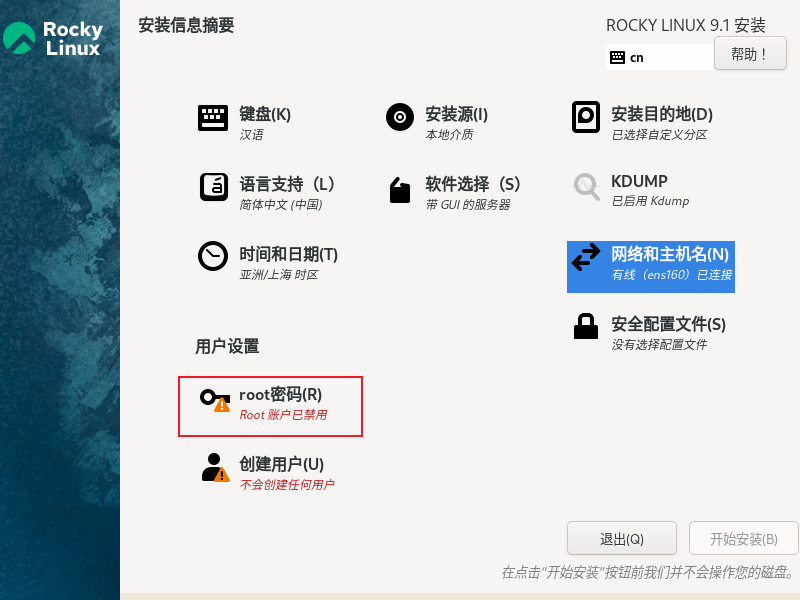 Rocky
Linux
安装信息摘要
ROCKY LINUX 9.1 安装
cn
帮助！
键盘(K)
汉语
安装源(I)
本地介质
安装目的地(D)
已选择自定义分区
语言支持（L）
简体中文 (中国)
软件选择（S）
带 GUI 的服务器
KDUMP
已启用 Kdump
时间和日期(T)
亚洲/上海 时区
网络和主机名(N)
有线（ens160）已连接
安全配置文件(S)
没有选择配置文件
用户设置
root密码(R)
Root 账户已禁用
创建用户(U)
不会创建任何用户
退出(Q)
开始安装(B)
在点击“开始安装”按钮前我们并不会操作您的磁盘。